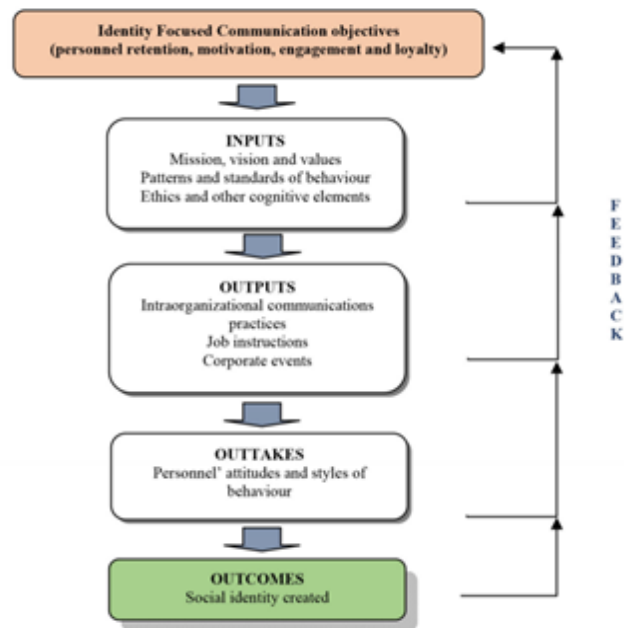 Identity Focused Communication objectives
(personnel retention, motivation, engagement and loyalty)
INPUTS
Mission, vision and values
Patterns and standards of behaviour
Ethics and other cognitive elements
OUTPUTS
Intraorganizational communications
practices
Job instructions
Corporate events
OUTTAKES
Personnel' attitudes and styles of
behaviour
OUTCOMES
Social identity created
FEEDBACK